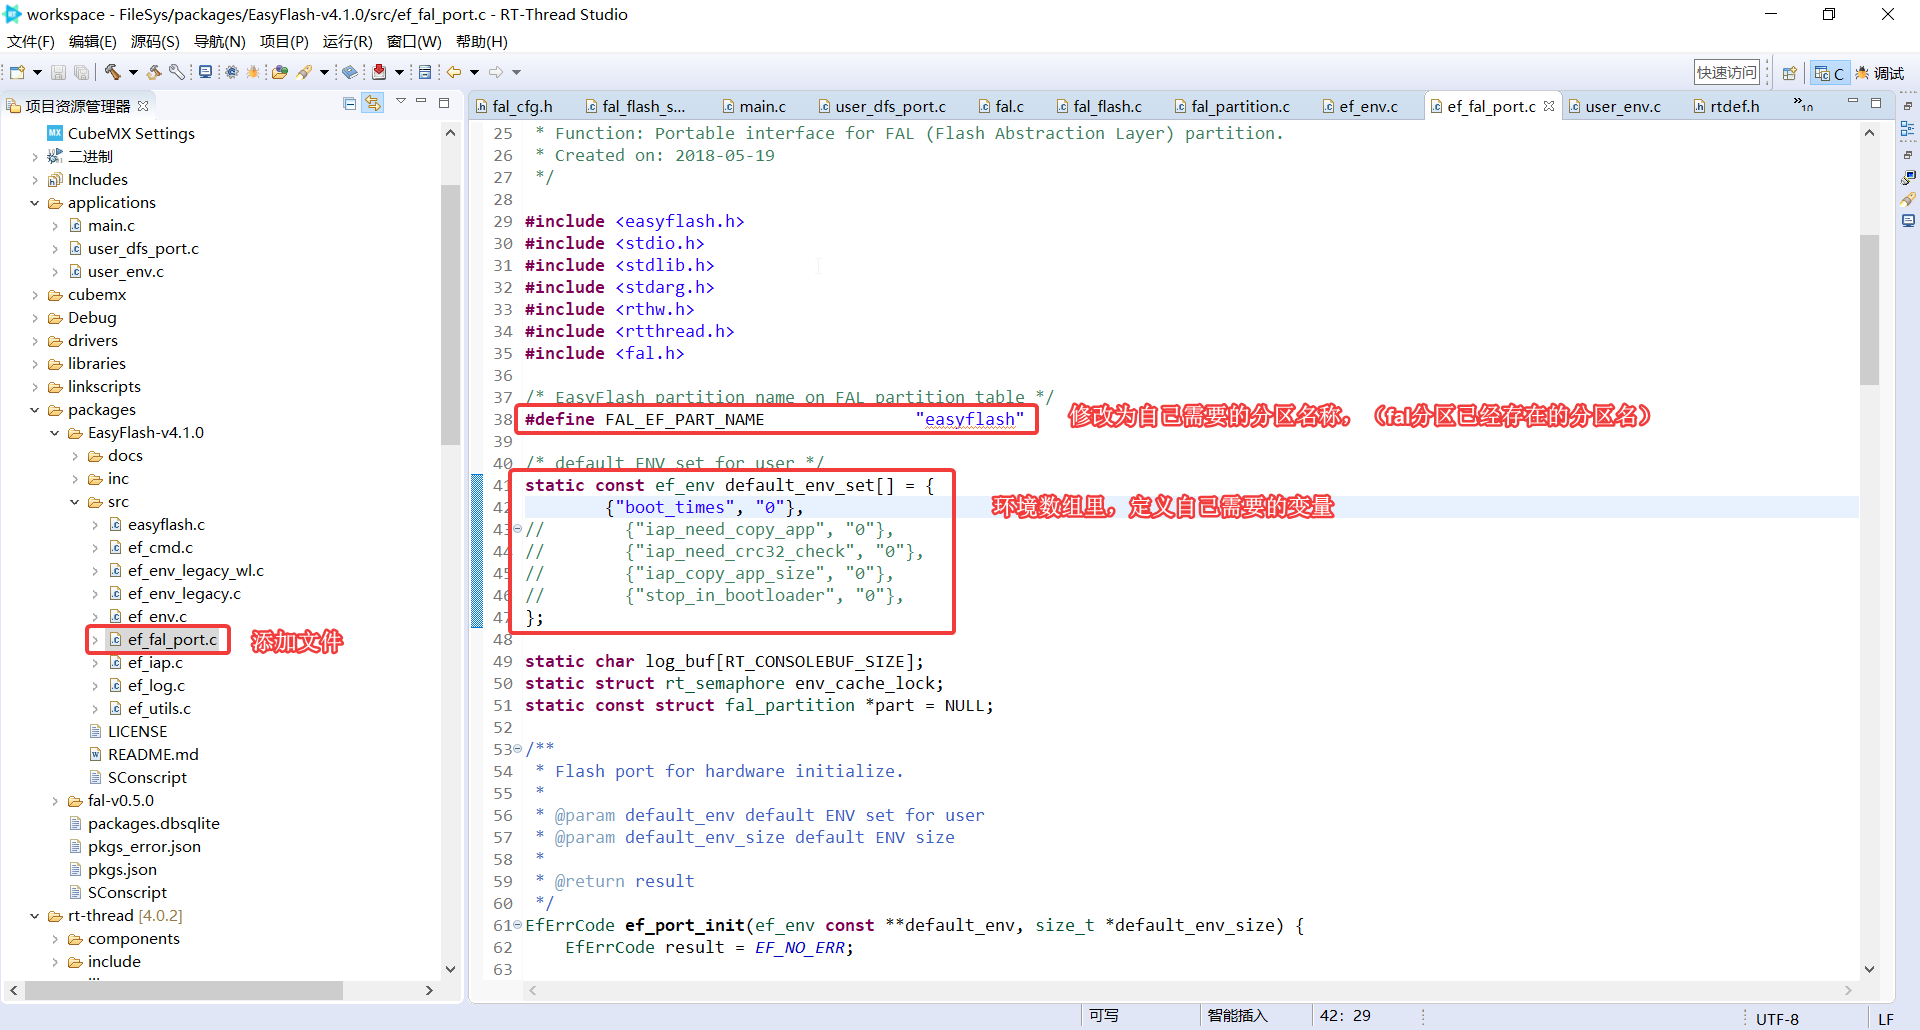 workspace - FileSys/packages/EasyFlash-v4.1.0/src/ef_fal_port.c - RT-Thread Studio
文件(F) 编辑(E) 源码(S) 导航(N) 项目(P) 运行(R) 窗口(W) 帮助(H)
快速访问 C 调试
项目资源管理器
CubeMX Settings
二进制
Includes
applications
main.c
user_dfs_port.c
user_env.c
cubemx
Debug
drivers
libraries
linkscripts
packages
EasyFlash-v4.1.0
docs
inc
src
easyflash.c
ef_cmd.c
ef_env_legacy_wl.c
ef_env_legacy.c
ef_env.c
ef_fal_port.c
添加文件
ef_iap.c
ef_log.c
ef_utils.c
LICENSE
README.md
SConscript
fal-v0.5.0
packages.dbsqlite
pkgs_error.json
pkgs.json
SConscript
rt-thread [4.0.2]
components
include
fal_cfg.h fal_flash_s... main.c user_dfs_port.c fal.c fal_flash.c fal_partition.c ef_env.c ef_fal_port.c user_env.c rtdef.h »10
25 * Function: Portable interface for FAL (Flash Abstraction Layer) partition.
26 * Created on: 2018-05-19
27 */
28
29 #include <easyflash.h>
30 #include <stdio.h>
31 #include <stdlib.h>
32 #include <stdarg.h>
33 #include <rthw.h>
34 #include <rtthread.h>
35 #include <fal.h>
36
37 /* EasyFlash partition name on FAL partition table */
38 #define FAL_EF_PART_NAME "easyflash"
修改为自己需要的分区名称，（fal分区已经存在的分区名）
39
40 /* default ENV set for user */
41 static const ef_env default_env_set[] = {
42 {"boot_times", "0"},
环境数组里，定义自己需要的变量
43 // {"iap_need_copy_app", "0"},
44 // {"iap_need_crc32_check", "0"},
45 // {"iap_copy_app_size", "0"},
46 // {"stop_in_bootloader", "0"},
47 };
48
49 static char log_buf[RT_CONSOLEBUF_SIZE];
50 static struct rt_semaphore env_cache_lock;
51 static const struct fal_partition *part = NULL;
52
53 /**
54 * Flash port for hardware initialize.
55 *
56 * @param default_env default ENV set for user
57 * @param default_env_size default ENV size
58 *
59 * @return result
60 */
61 EfErrCode ef_port_init(ef_env const **default_env, size_t *default_env_size) {
62 EfErrCode result = EF_NO_ERR;
63
可写 智能插入 42: 29 UTF-8 LF